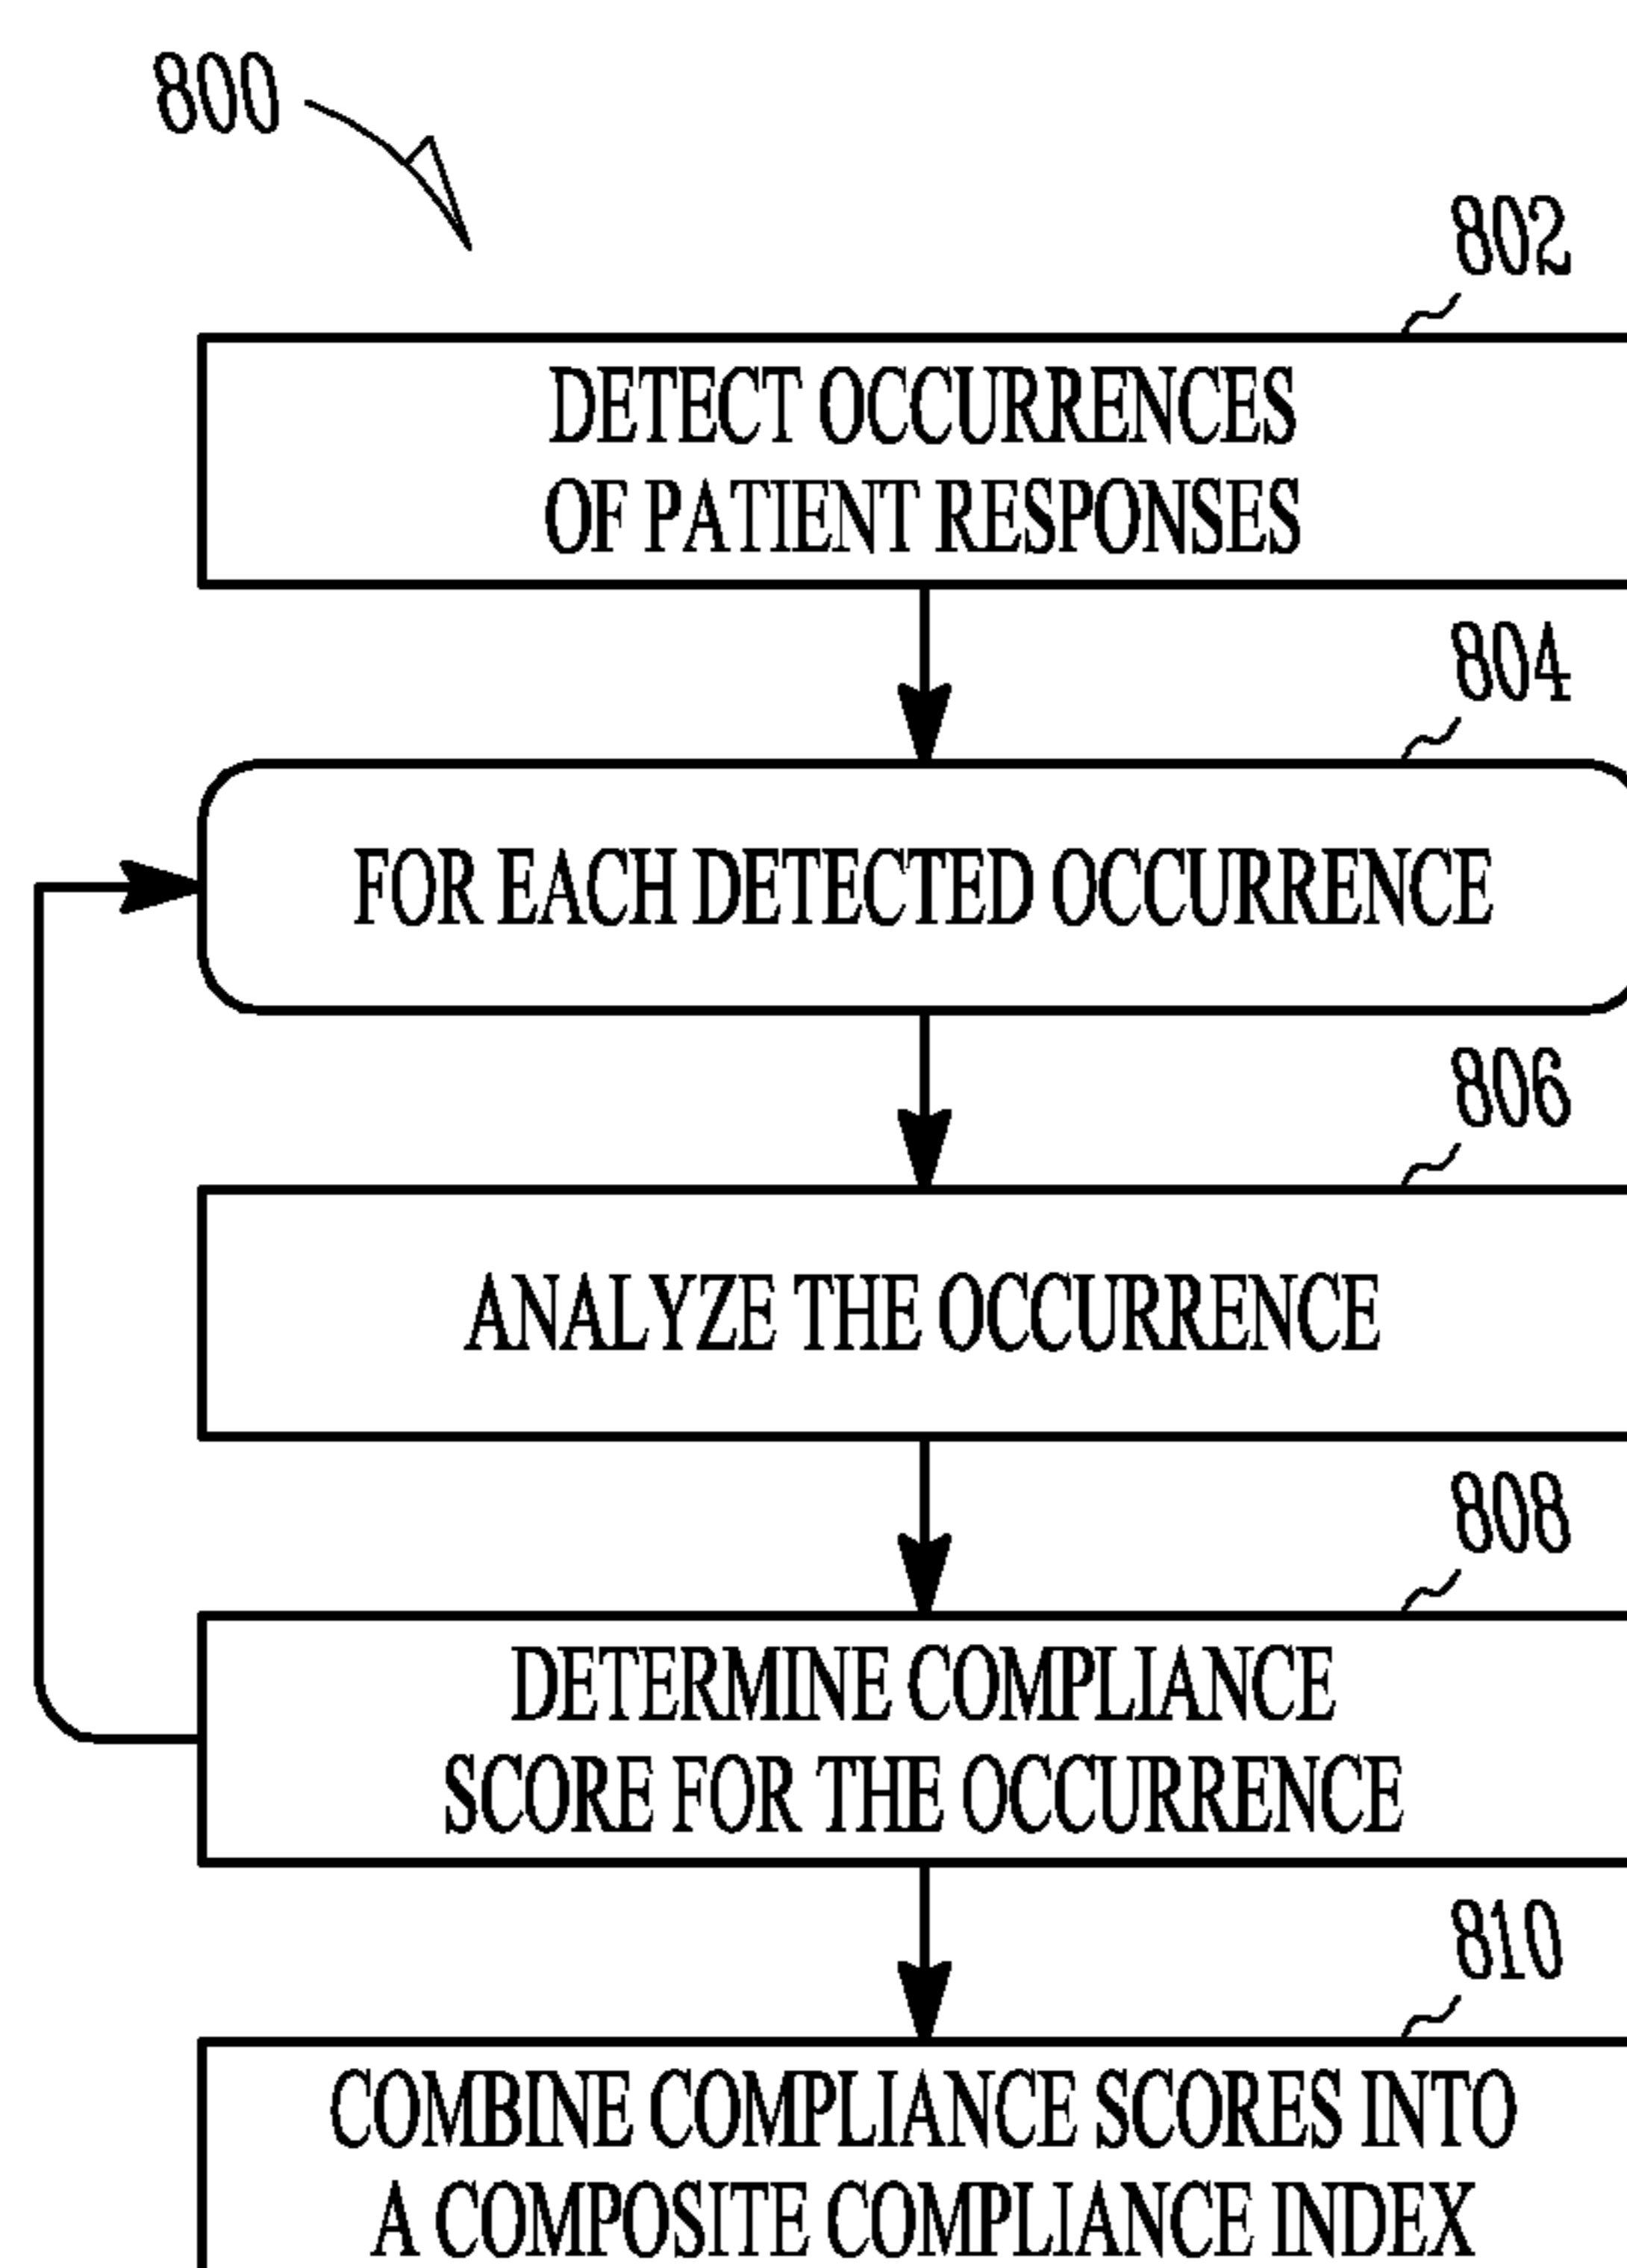 800
802
DETECT OCCURRENCES
OF PATIENT RESPONSES
804
FOR EACH DETECTED OCCURRENCE
806
ANALYZE THE OCCURRENCE
808
DETERMINE COMPLIANCE
SCORE FOR THE OCCURRENCE
810
COMBINE COMPLIANCE SCORES INTO
A COMPOSITE COMPLIANCE INDEX